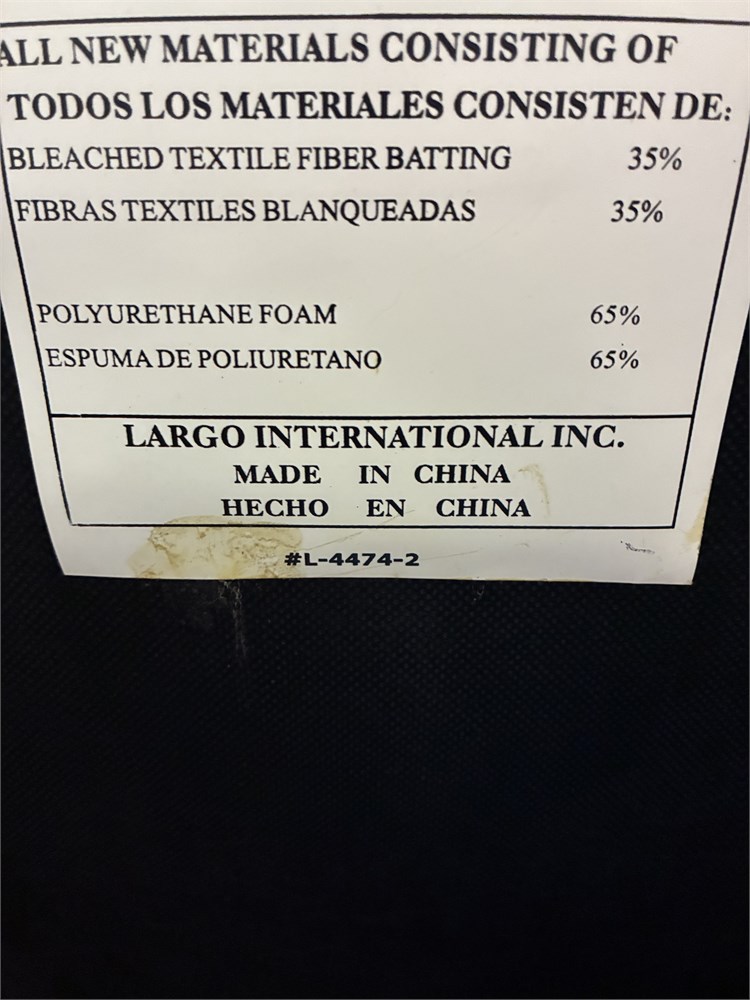 ALL NEW MATERIALS CONSISTING OF
TODOS LOS MATERIALES CONSISTEN DE:
BLEACHED TEXTILE FIBER BATTING 35%
FIBRAS TEXTILES BLANQUEADAS 35%
POLYURETHANE FOAM 65%
ESPUMA DE POLIURETANO 65%
LARGO INTERNATIONAL INC.
MADE IN CHINA
HECHO EN CHINA
#L-4474-2